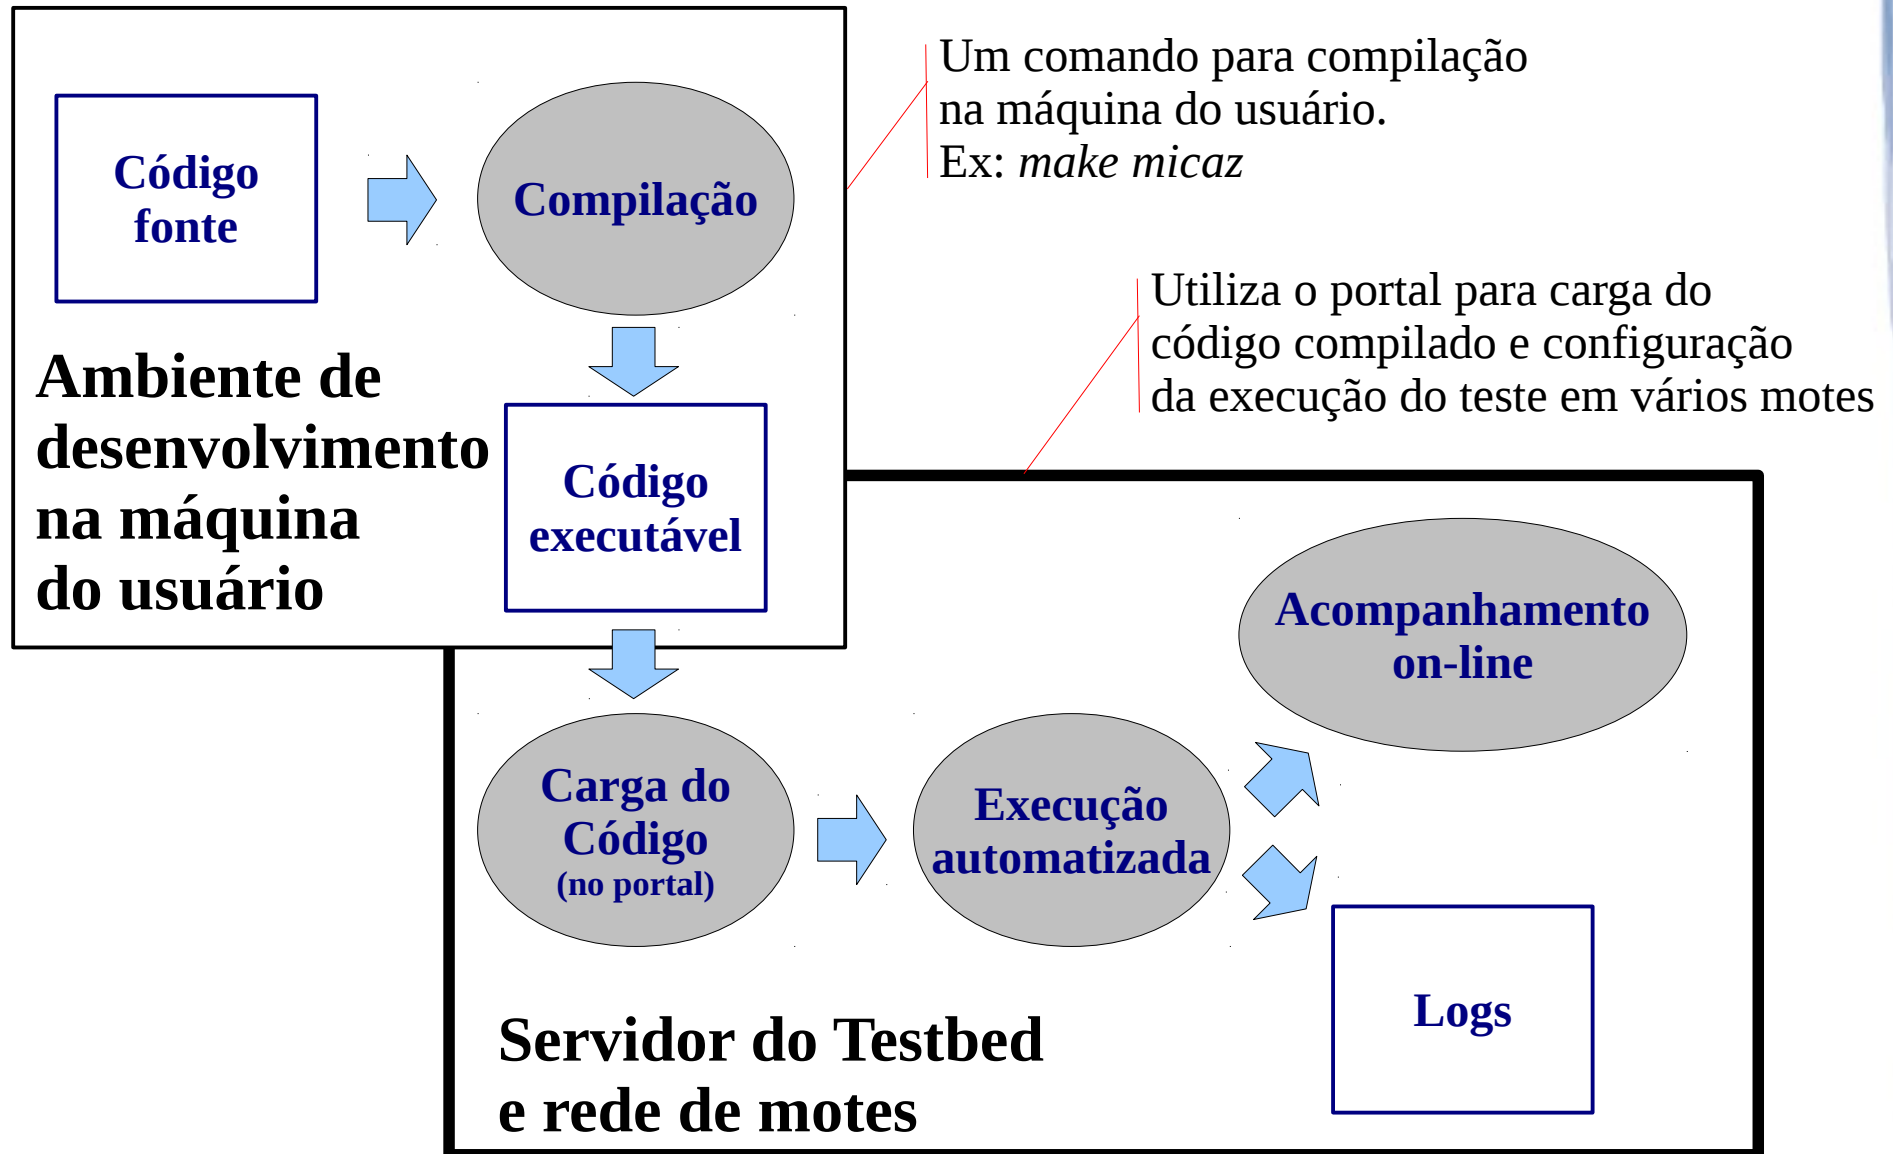 Código
fonte
Compilação
Um comando para compilação
na máquina do usuário.
Ex: make micaz
Utiliza o portal para carga do
código compilado e configuração
da execução do teste em vários motes
Ambiente de
desenvolvimento
na máquina
do usuário
Código
executável
Acompanhamento
on-line
Carga do
Código
(no portal)
Execução
automatizada
Logs
Servidor do Testbed
e rede de motes